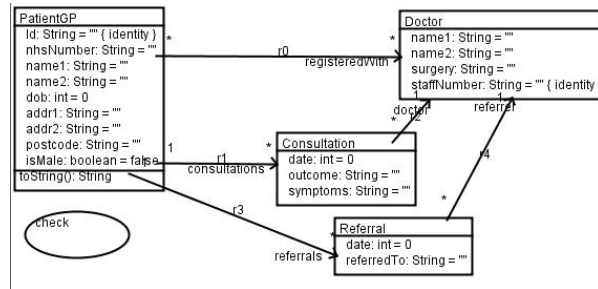 PatientGP
Id: String = "" { identity }
nhsNumber: String = ""
name1: String = ""
name2: String = ""
dob: int = 0
addr1: String = ""
addr2: String = ""
postcode: String = ""
isMale: boolean = false
toString(): String
check
*
r0
*
registeredWith
Doctor
name1: String = ""
name2: String = ""
surgery: String = ""
staffNumber: String = "" { identity
1
doctor
r2
*
1
referrer
r4
*
1
r1
*
consultations
Consultation
date: int = 0
outcome: String = ""
symptoms: String = ""
r3
*
referrals
Referral
date: int = 0
referredTo: String = ""